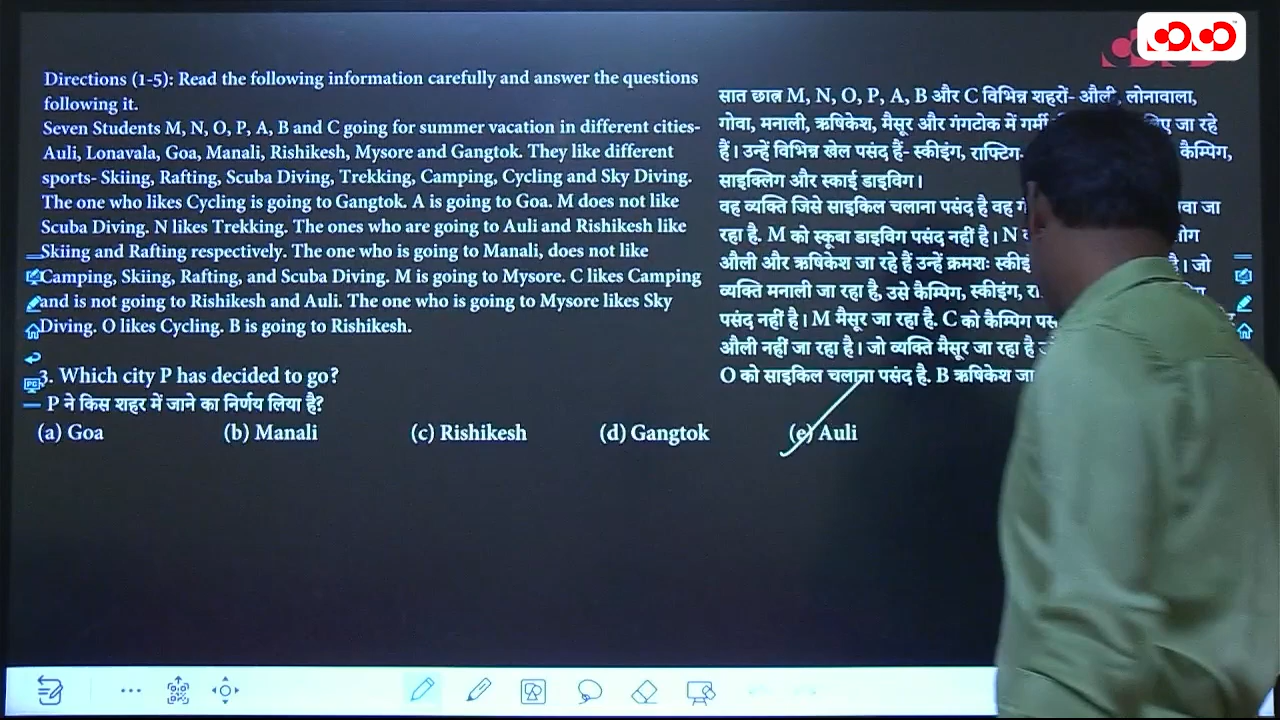 Directions (1-5): Read the following information carefully and answer the questions
following it.
Seven Students M, N, O, P, A, B and C going for summer vacation in different cities-
Auli, Lonavala, Goa, Manali, Rishikesh, Mysore and Gangtok. They like different
sports- Skiing, Rafting, Scuba Diving, Trekking, Camping, Cycling and Sky Diving.
The one who likes Cycling is going to Gangtok. A is going to Goa. M does not like
Scuba Diving. N likes Trekking. The ones who are going to Auli and Rishikesh like
Skiing and Rafting respectively. The one who is going to Manali, does not like
Camping, Skiing, Rafting, and Scuba Diving. M is going to Mysore. C likes Camping
and is not going to Rishikesh and Auli. The one who is going to Mysore likes Sky
Diving. O likes Cycling. B is going to Rishikesh.
सात छात्र M, N, O, P, A, B और C विभिन्न शहरों- औली, लोनावाला,
गोवा, मनाली, ऋषिकेश, मैसूर और गंगटोक में गर्मी जा रहे
हैं। उन्हें विभिन्न खेल पसंद हैं- स्कीइंग, राफ्टिग- कैम्पिग,
साइक्लिग और स्काई डाइविग।
वह व्यक्ति जिसे साइकिल चलाना पसंद है वह जा
रहा है. M को स्कूबा डाइविग पसंद नहीं है। N
औली और ऋषिकेश जा रहे हैं उन्हें क्रमशः है। जो
व्यक्ति मनाली जा रहा है, उसे कैम्पिग, स्कीइंग,
पसंद नहीं है। M मैसूर जा रहा है. C को कैम्पिग
औली नहीं जा रहा है। जो व्यक्ति मैसूर जा रहा है
O को साइकिल चलाना पसंद है. B ऋषिकेश
3. Which city P has decided to go?
P ने किस शहर में जाने का निर्णय लिया है?
(a) Goa (b) Manali (c) Rishikesh (d) Gangtok (e) Auli